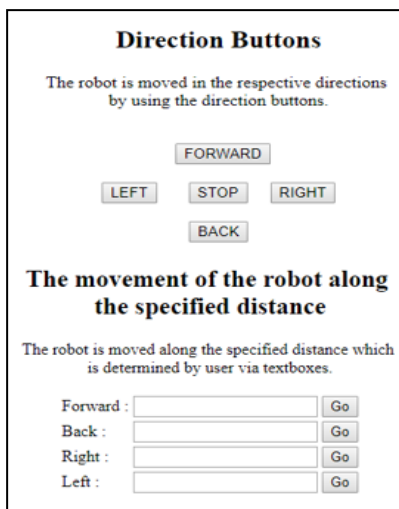 Direction Buttons
The robot is moved in the respective directions
by using the direction buttons.
FORWARD
LEFT STOP RIGHT
BACK
The movement of the robot along
the specified distance
The robot is moved along the specified distance which
is determined by user via textboxes.
Forward : Go
Back : Go
Right : Go
Left : Go